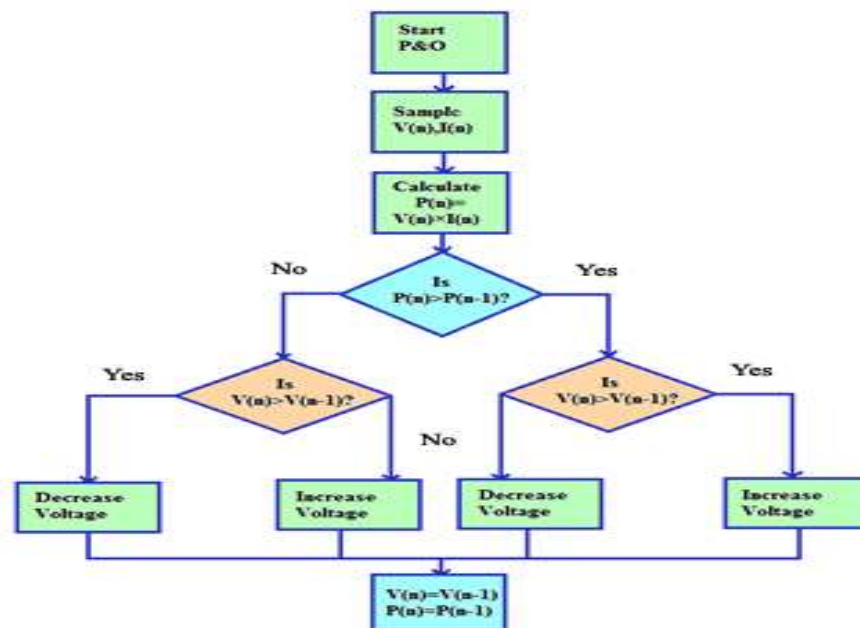 Start
P&O
Sample
V(n),I(n)
Calculate
P(n)=
V(n)×I(n)
No
Yes
Is
P(n)>P(n-1)?
Yes
Is
V(n)>V(n-1)?
No
Is
V(n)>V(n-1)?
Yes
Decrease
Voltage
Increase
Voltage
Decrease
Voltage
Increase
Voltage
V(n)=V(n-1)
P(n)=P(n-1)